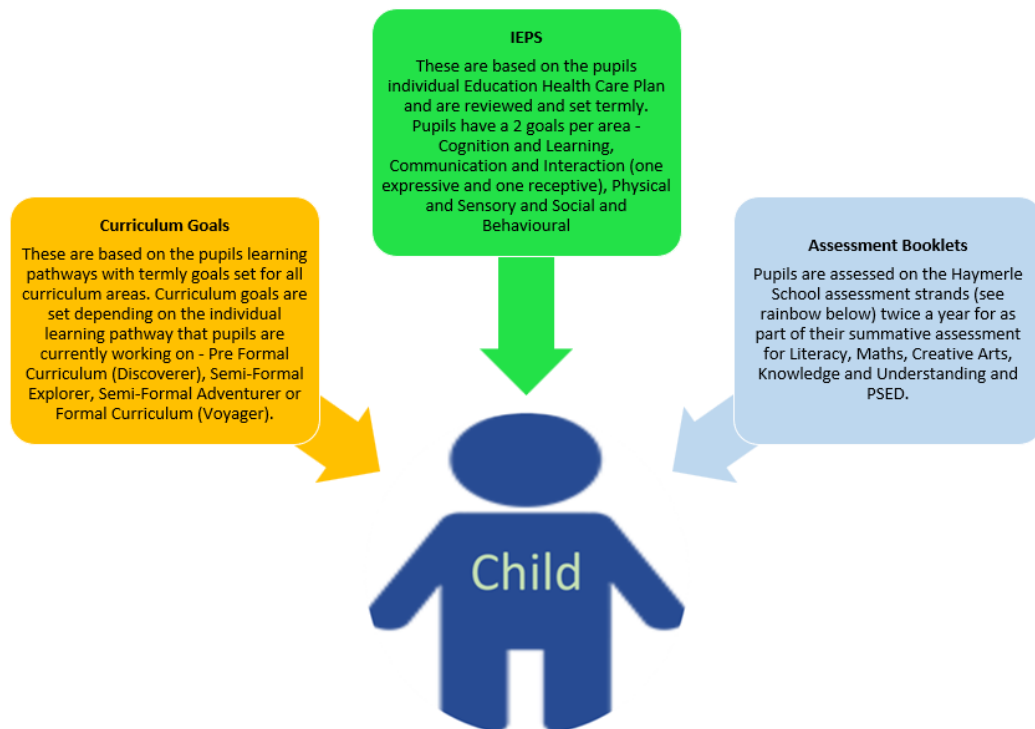 IEPS
These are based on the pupils
individual Education Health Care Plan
and are reviewed and set termly.
Pupils have a 2 goals per area -
Cognition and Learning,
Communication and Interaction (one
expressive and one receptive), Physical
and Sensory and Social and
Behavioural
Curriculum Goals
These are based on the pupils learning
pathways with termly goals set for all
curriculum areas. Curriculum goals are
set depending on the individual
learning pathway that pupils are
currently working on - Pre Formal
Curriculum (Discoverer), Semi-Formal
Explorer, Semi-Formal Adventurer or
Formal Curriculum (Voyager).
Assessment Booklets
Pupils are assessed on the Haymerle
School assessment strands (see
rainbow below) twice a year for as
part of their summative assessment
for Literacy, Maths, Creative Arts,
Knowledge and Understanding and
PSED.
Child